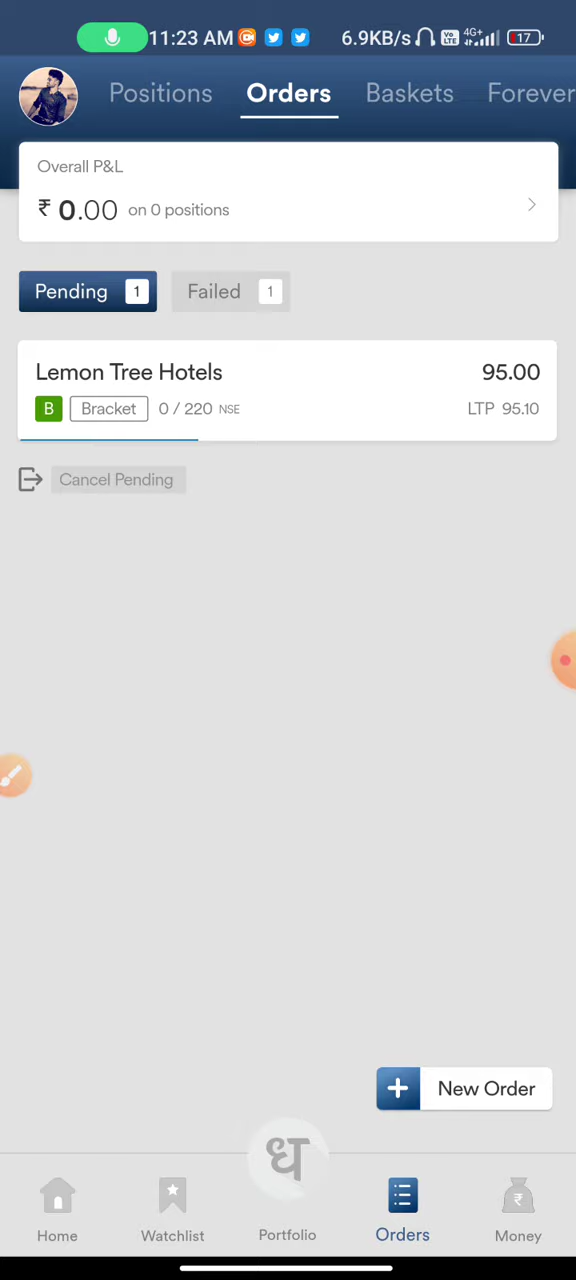 11:23 AM 6.9KB/s Vo LTE 4G+ 17
Positions Orders Baskets Forever
Overall P&L
₹ 0.00 on 0 positions
Pending 1 Failed 1
Lemon Tree Hotels 95.00
B Bracket 0 / 220 NSE LTP 95.10
Cancel Pending
+ New Order
ध
Home Watchlist Portfolio Orders Money